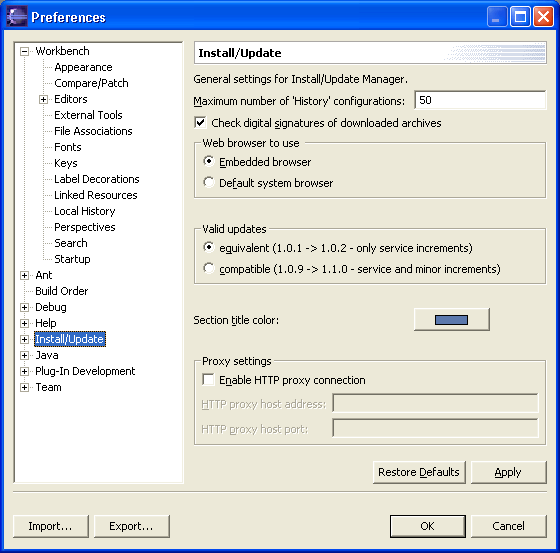 Preferences
Workbench
Appearance
Compare/Patch
Editors
External Tools
File Associations
Fonts
Keys
Label Decorations
Linked Resources
Local History
Perspectives
Search
Startup
Ant
Build Order
Debug
Help
Install/Update
Java
Plug-In Development
Team
Install/Update
General settings for Install/Update Manager.
Maximum number of 'History' configurations: 50
Check digital signatures of downloaded archives
Web browser to use
Embedded browser
Default system browser
Valid updates
equivalent (1.0.1 -> 1.0.2 - only service increments)
compatible (1.0.9 -> 1.1.0 - service and minor increments)
Section title color:
Proxy settings
Enable HTTP proxy connection
HTTP proxy host address:
HTTP proxy host port:
Restore Defaults Apply
Import... Export... OK Cancel